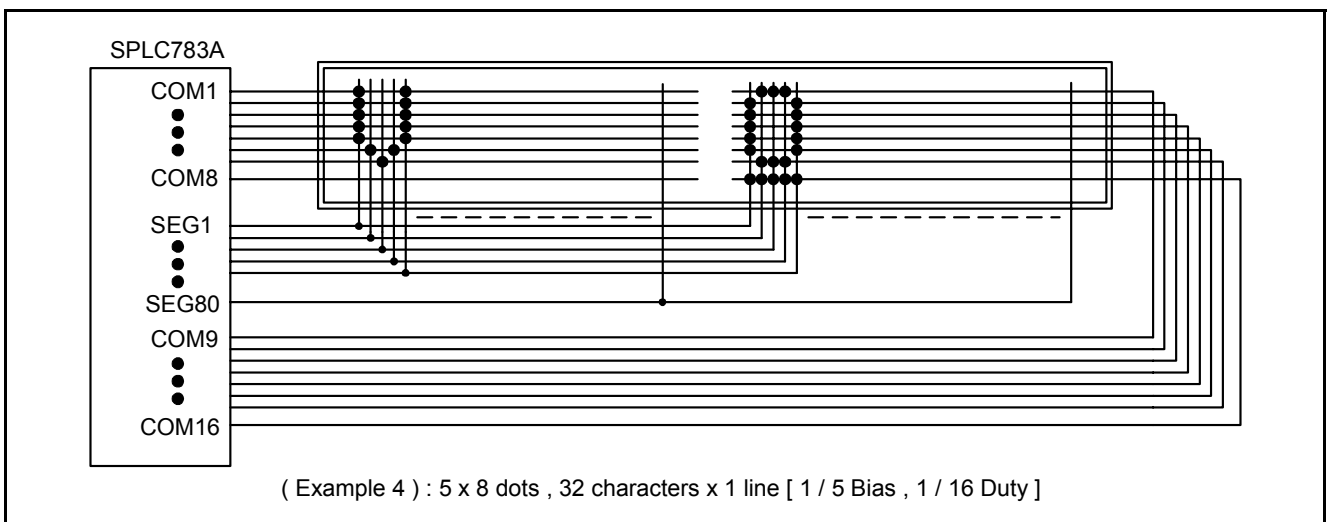 SPLC783A
COM1
COM8
SEG1
SEG80
COM9
COM16
( Example 4 ) : 5 x 8 dots , 32 characters x 1 line [ 1 / 5 Bias , 1 / 16 Duty ]